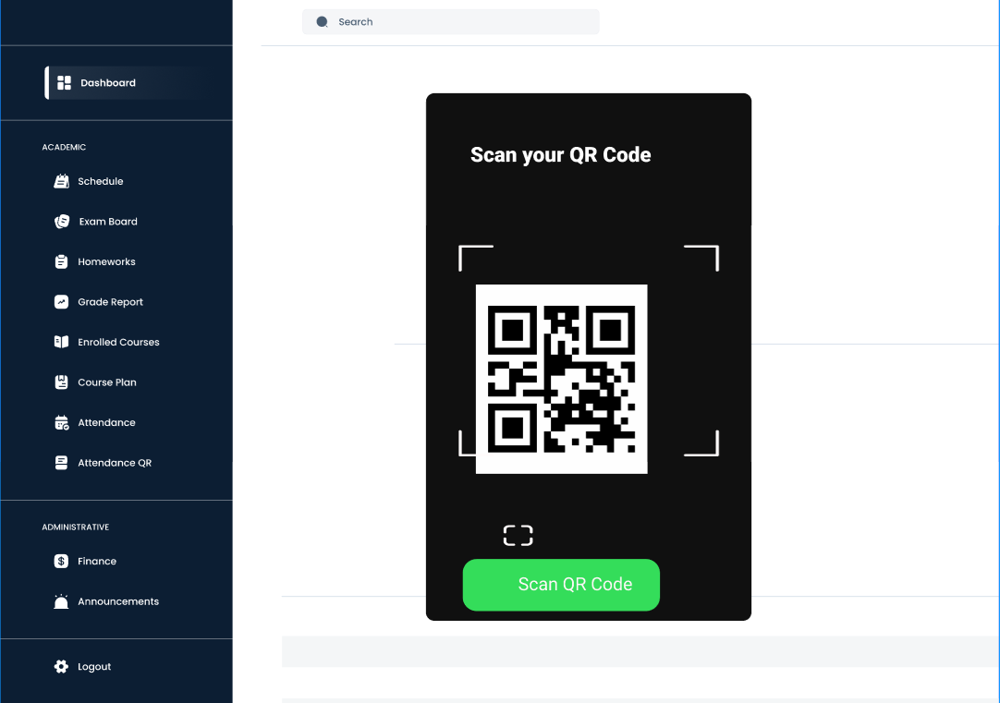 Search
Dashboard
ACADEMIC
Schedule
Exam Board
Homeworks
Grade Report
Enrolled Courses
Course Plan
Attendance
Attendance QR
ADMINISTRATIVE
Finance
Announcements
Logout
Scan your QR Code
Scan QR Code